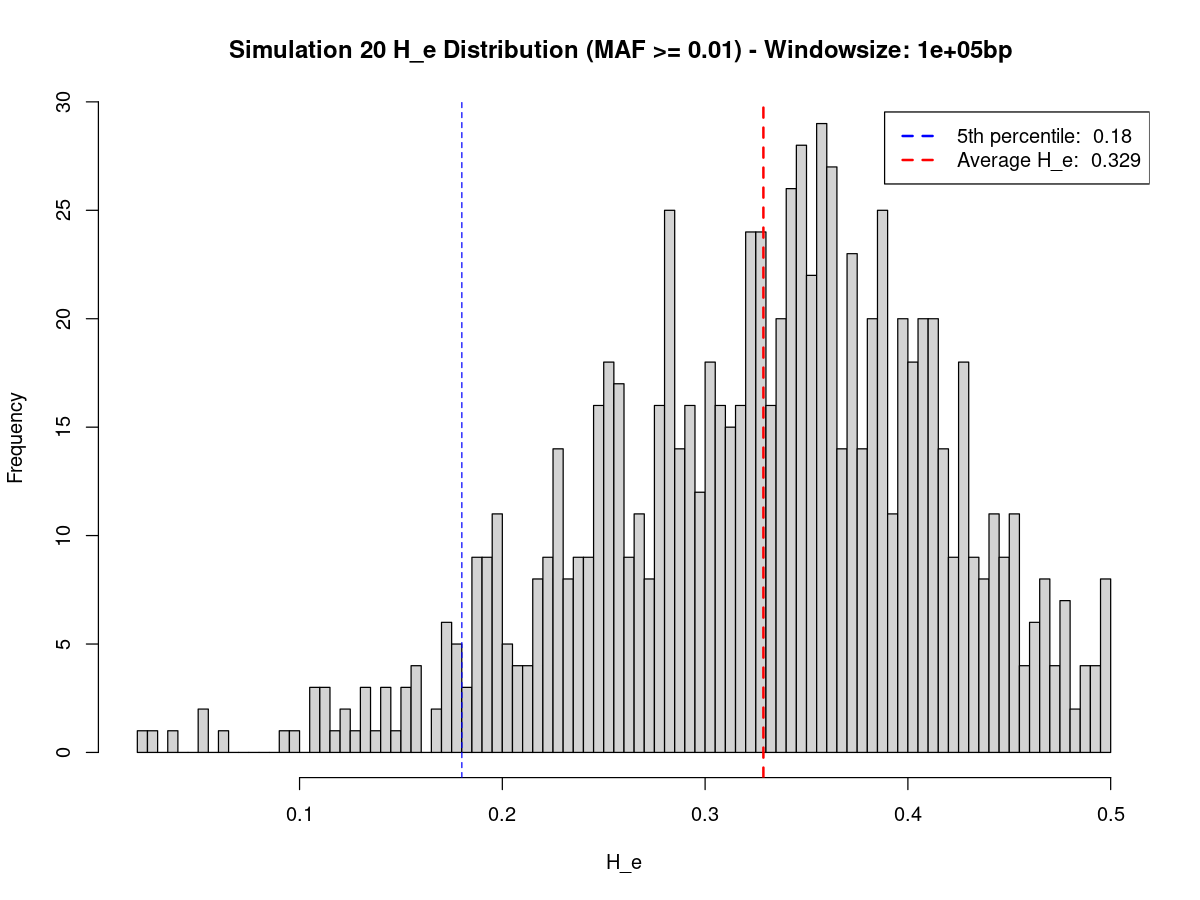 Simulation 20 H_e Distribution (MAF >= 0.01) - Windowsize: 1e+05bp
5th percentile:  0.18
Average H_e:  0.329
Frequency
30
25
20
15
10
5
0
0.1 0.2 0.3 0.4 0.5
H_e